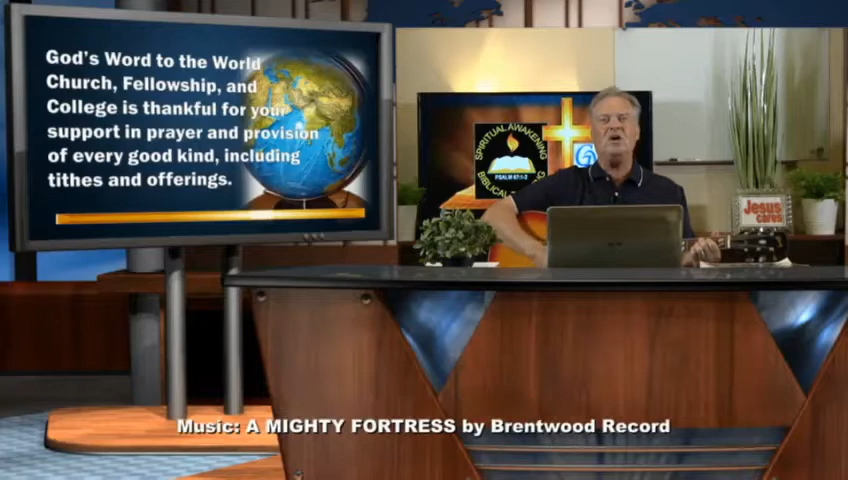 God's Word to the World
Church, Fellowship, and
College is thankful for your
support in prayer and provision
of every good kind, including
tithes and offerings.
SPIRITUAL AWAKENING
PSALM 67:1-2
Jesus
cares
Music: A MIGHTY FORTRESS by Brentwood Record